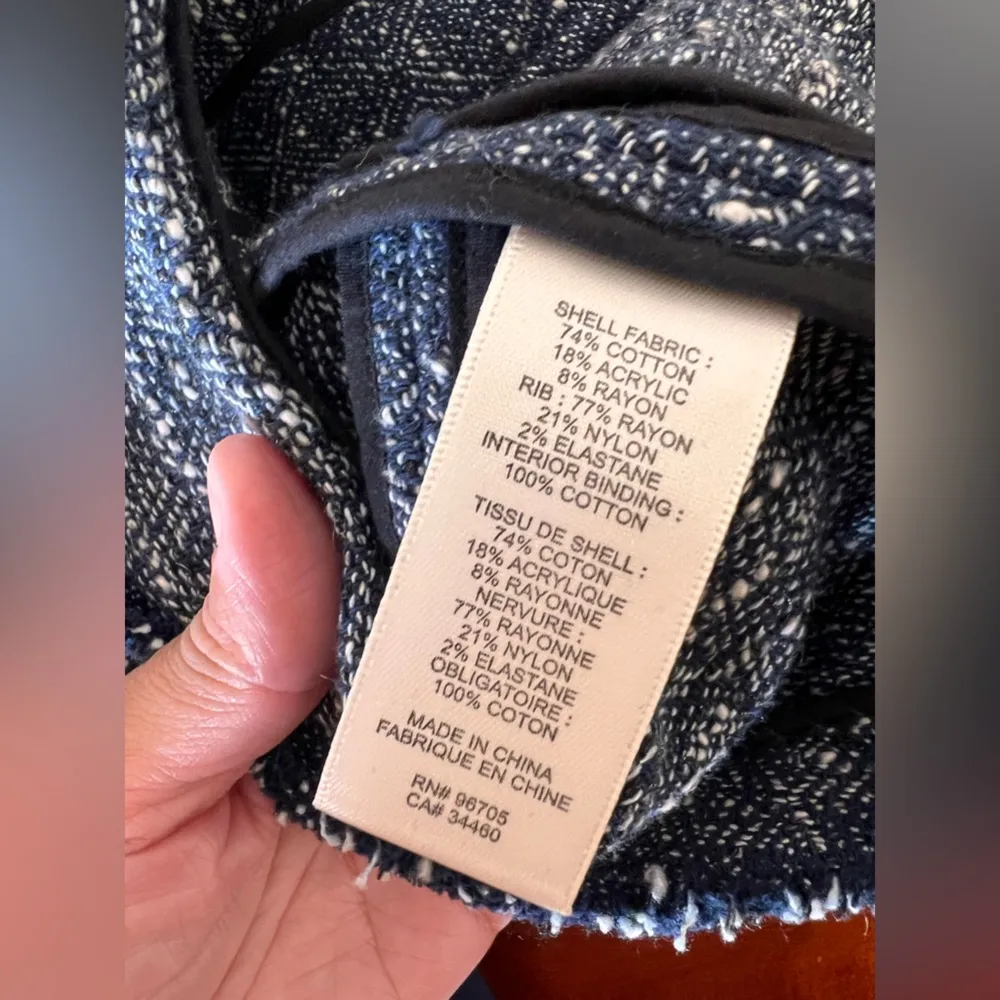 SHELL FABRIC :
74% COTTON
18% ACRYLIC
8% RAYON
RIB : 77% RAYON
21% NYLON
2% ELASTANE
INTERIOR BINDING :
100% COTTON
TISSU DE SHELL :
74% COTON
18% ACRYLIQUE
8% RAYONNE
NERVURE :
77% RAYONNE
21% NYLON
2% ELASTANE
OBLIGATOIRE :
100% COTON
MADE IN CHINA
FABRIQUE EN CHINE
RN# 96705
CA# 34460